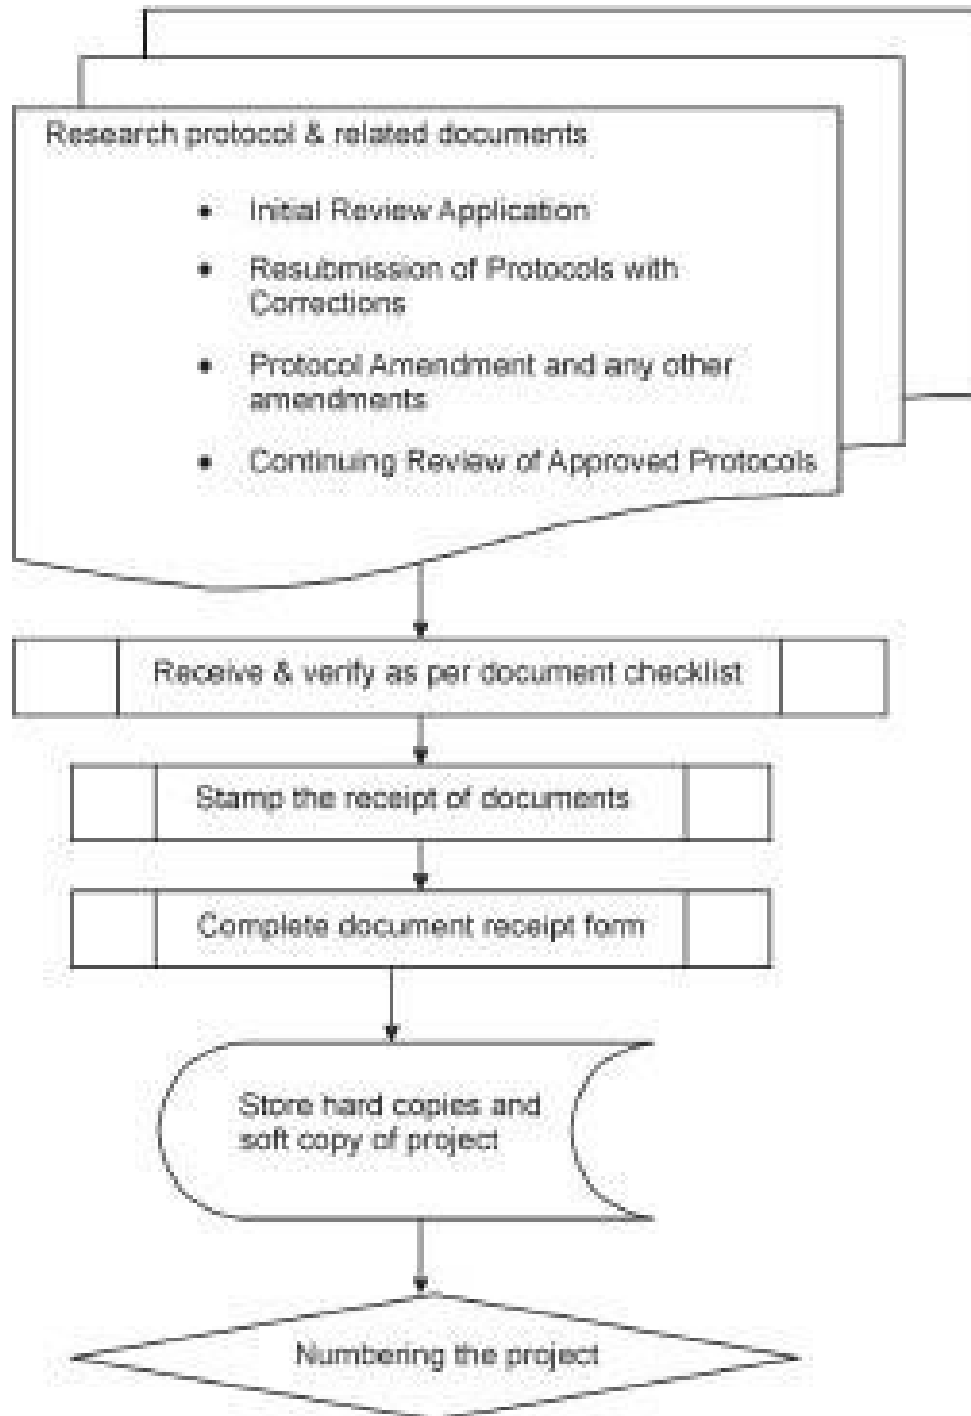 Research protocol & related documents
• Initial Review Application
• Resubmission of Protocols with
Corrections
• Protocol Amendment and any other
amendments
• Continuing Review of Approved Protocols
Receive & verify as per document checklist
Stamp the receipt of documents
Complete document receipt form
Store hard copies and
soft copy of project
Numbering the project